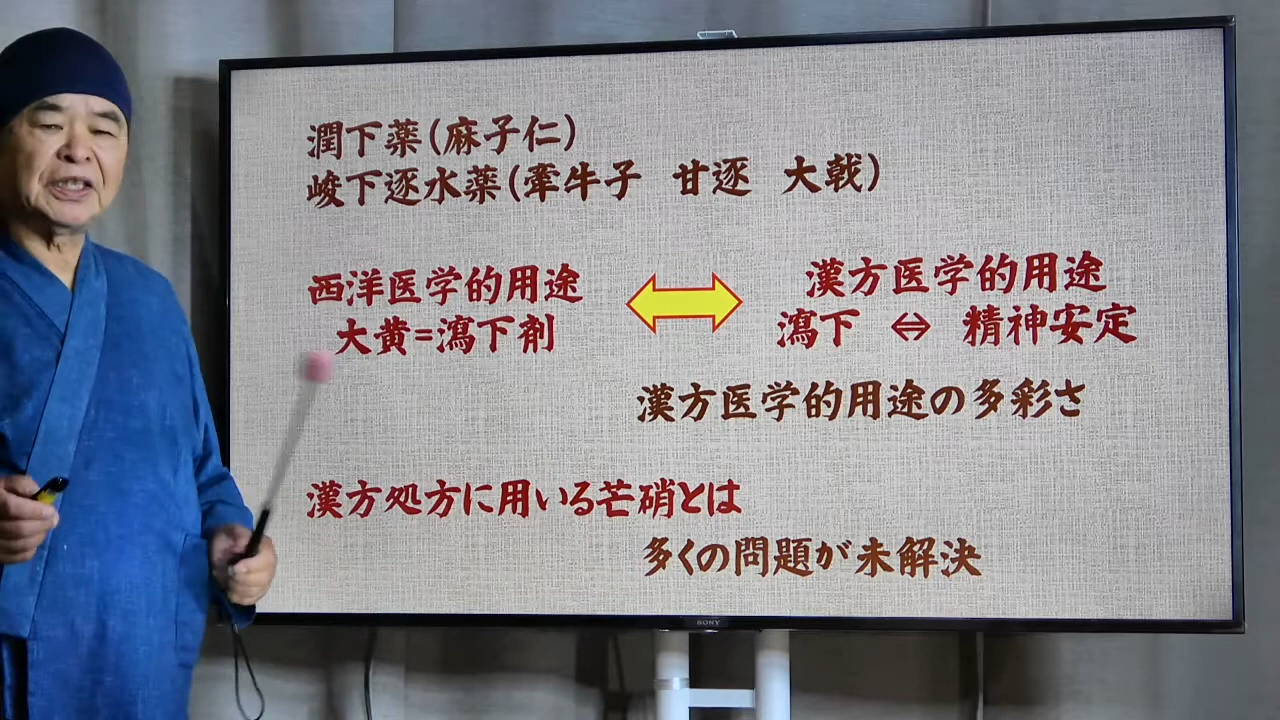 潤下薬(麻子仁)
峻下逐水薬(牽牛子 甘逐 大戟)
西洋医学的用途
大黄=瀉下剤
漢方医学的用途
瀉下 ⇔ 精神安定
漢方医学的用途の多彩さ
漢方処方に用いる芒硝とは
多くの問題が未解決
SONY